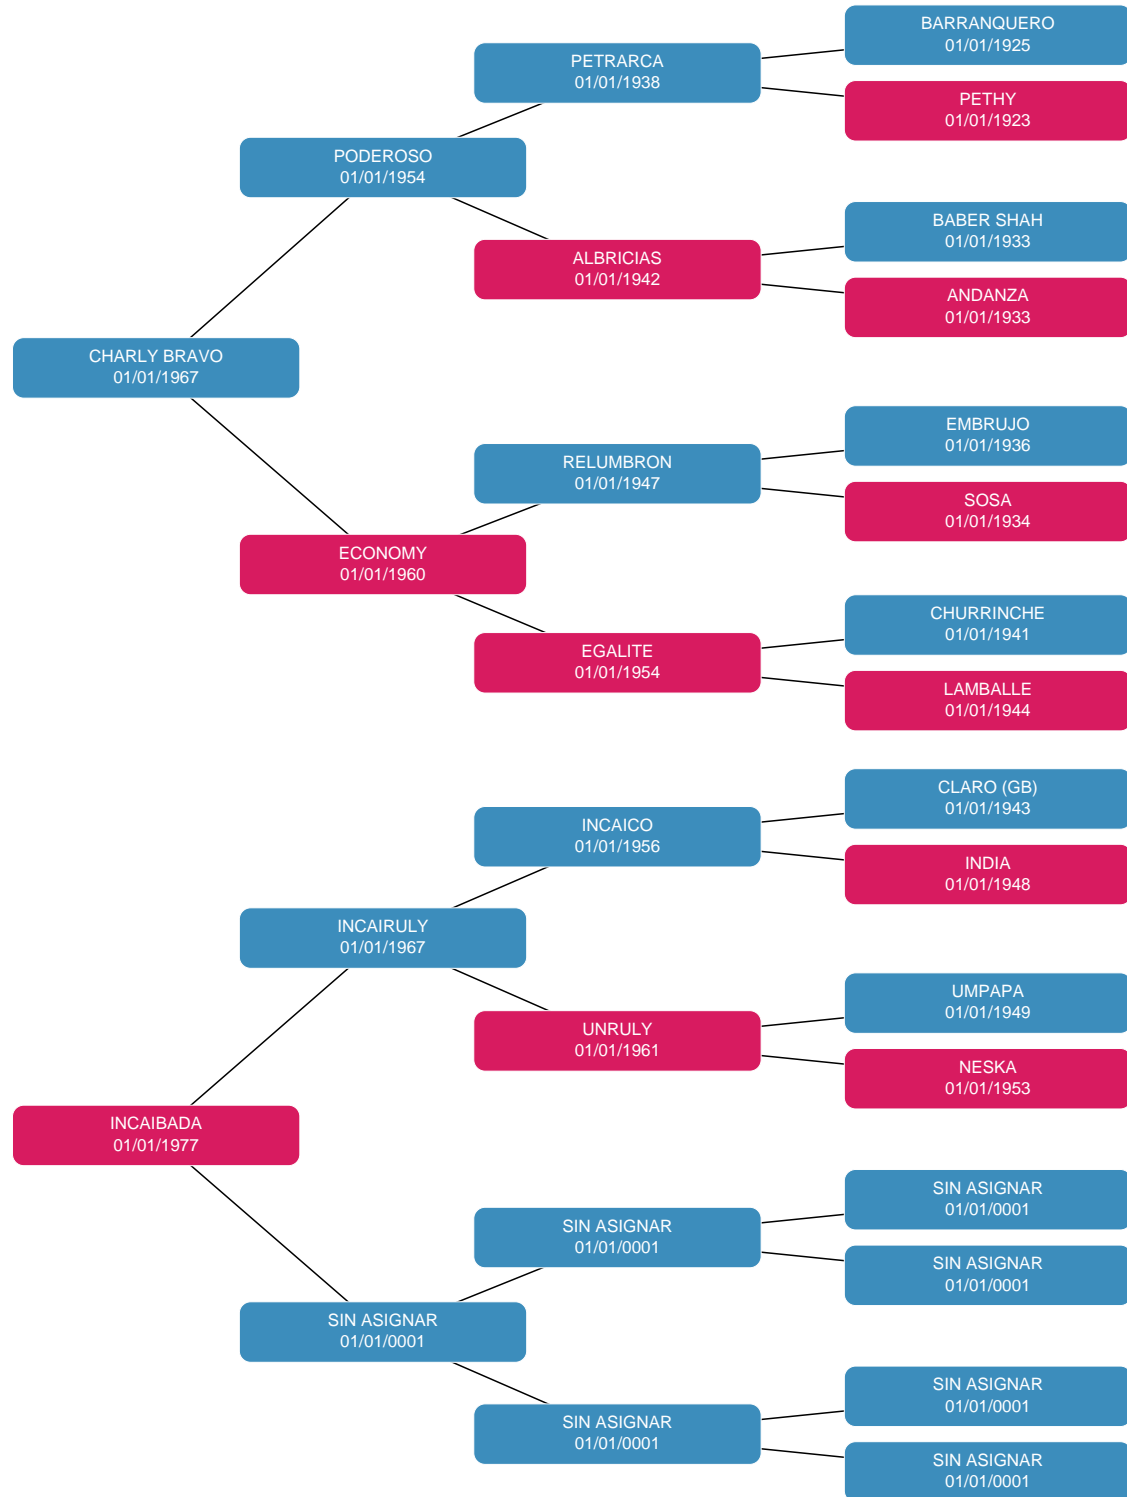 BARRANQUERO
01/01/1925
PETRARCA
01/01/1938
PETHY
01/01/1923
PODEROSO
01/01/1954
BABER SHAH
01/01/1933
ALBRICIAS
01/01/1942
ANDANZA
01/01/1933
CHARLY BRAVO
01/01/1967
EMBRUJO
01/01/1936
RELUMBRON
01/01/1947
SOSA
01/01/1934
ECONOMY
01/01/1960
CHURRINCHE
01/01/1941
EGALITE
01/01/1954
LAMBALLE
01/01/1944
CLARO (GB)
01/01/1943
INCAICO
01/01/1956
INDIA
01/01/1948
INCAIRULY
01/01/1967
UMPAPA
01/01/1949
UNRULY
01/01/1961
NESKA
01/01/1953
INCAIBADA
01/01/1977
SIN ASIGNAR
01/01/0001
SIN ASIGNAR
01/01/0001
SIN ASIGNAR
01/01/0001
SIN ASIGNAR
01/01/0001
SIN ASIGNAR
01/01/0001
SIN ASIGNAR
01/01/0001
SIN ASIGNAR
01/01/0001